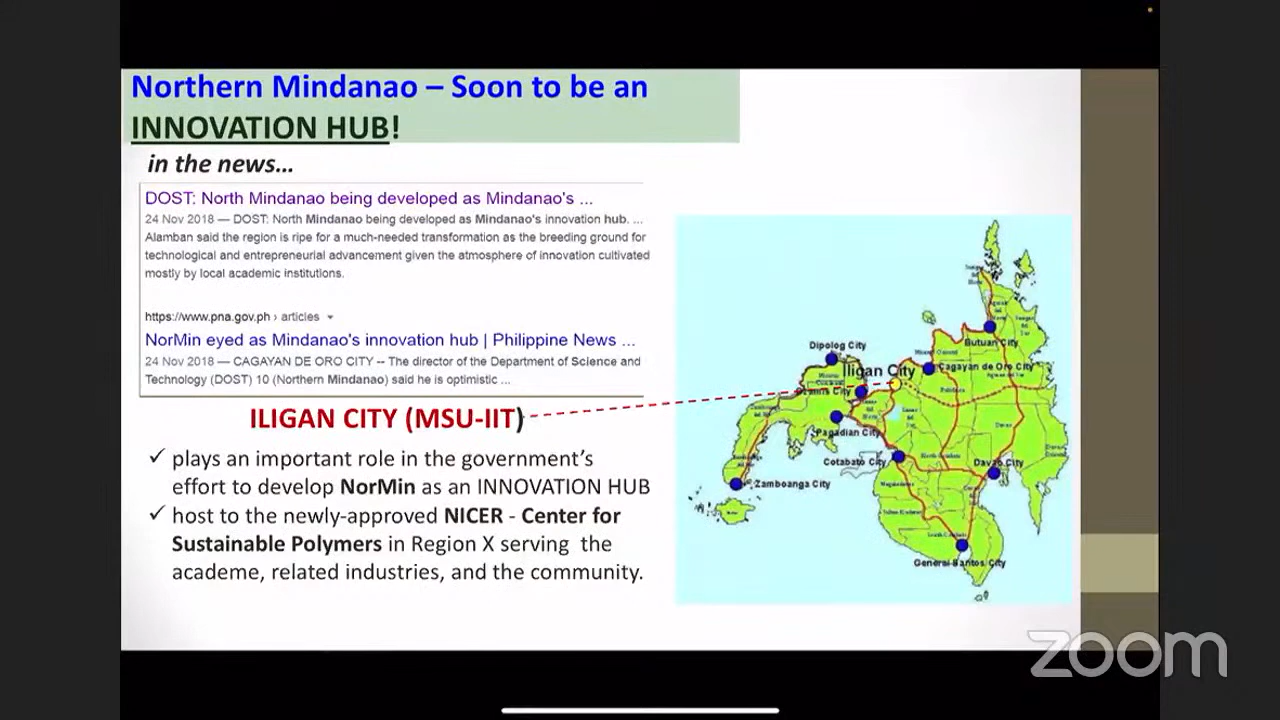 Northern Mindanao – Soon to be an
INNOVATION HUB!
in the news...
DOST: North Mindanao being developed as Mindanao's ...
24 Nov 2018 — DOST: North Mindanao being developed as Mindanao's innovation hub. ...
Alamban said the region is ripe for a much-needed transformation as the breeding ground for
technological and entrepreneurial advancement given the atmosphere of innovation cultivated
mostly by local academic institutions.
https://www.pna.gov.ph › articles
NorMin eyed as Mindanao's innovation hub | Philippine News ...
24 Nov 2018 — CAGAYAN DE ORO CITY -- The director of the Department of Science and
Technology (DOST) 10 (Northern Mindanao) said he is optimistic ...
ILIGAN CITY (MSU-IIT)
✓ plays an important role in the government's
effort to develop NorMin as an INNOVATION HUB
✓ host to the newly-approved NICER - Center for
Sustainable Polymers in Region X serving the
academe, related industries, and the community.
Butuan City
Dipolog City
Iligan City
Cagayan de Oro City
Pagadian City
Cotabato City
Davao City
Zamboanga City
General Santos City
zoom